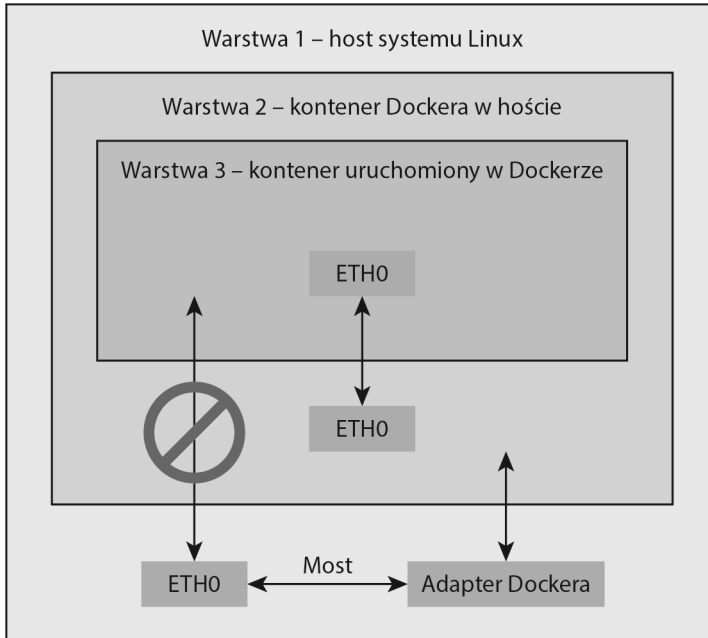 Warstwa 1 – host systemu Linux
Warstwa 2 – kontener Dockera w hoście
Warstwa 3 – kontener uruchomiony w Dockerze
ETH0
ETH0
Most
ETH0
Adapter Dockera